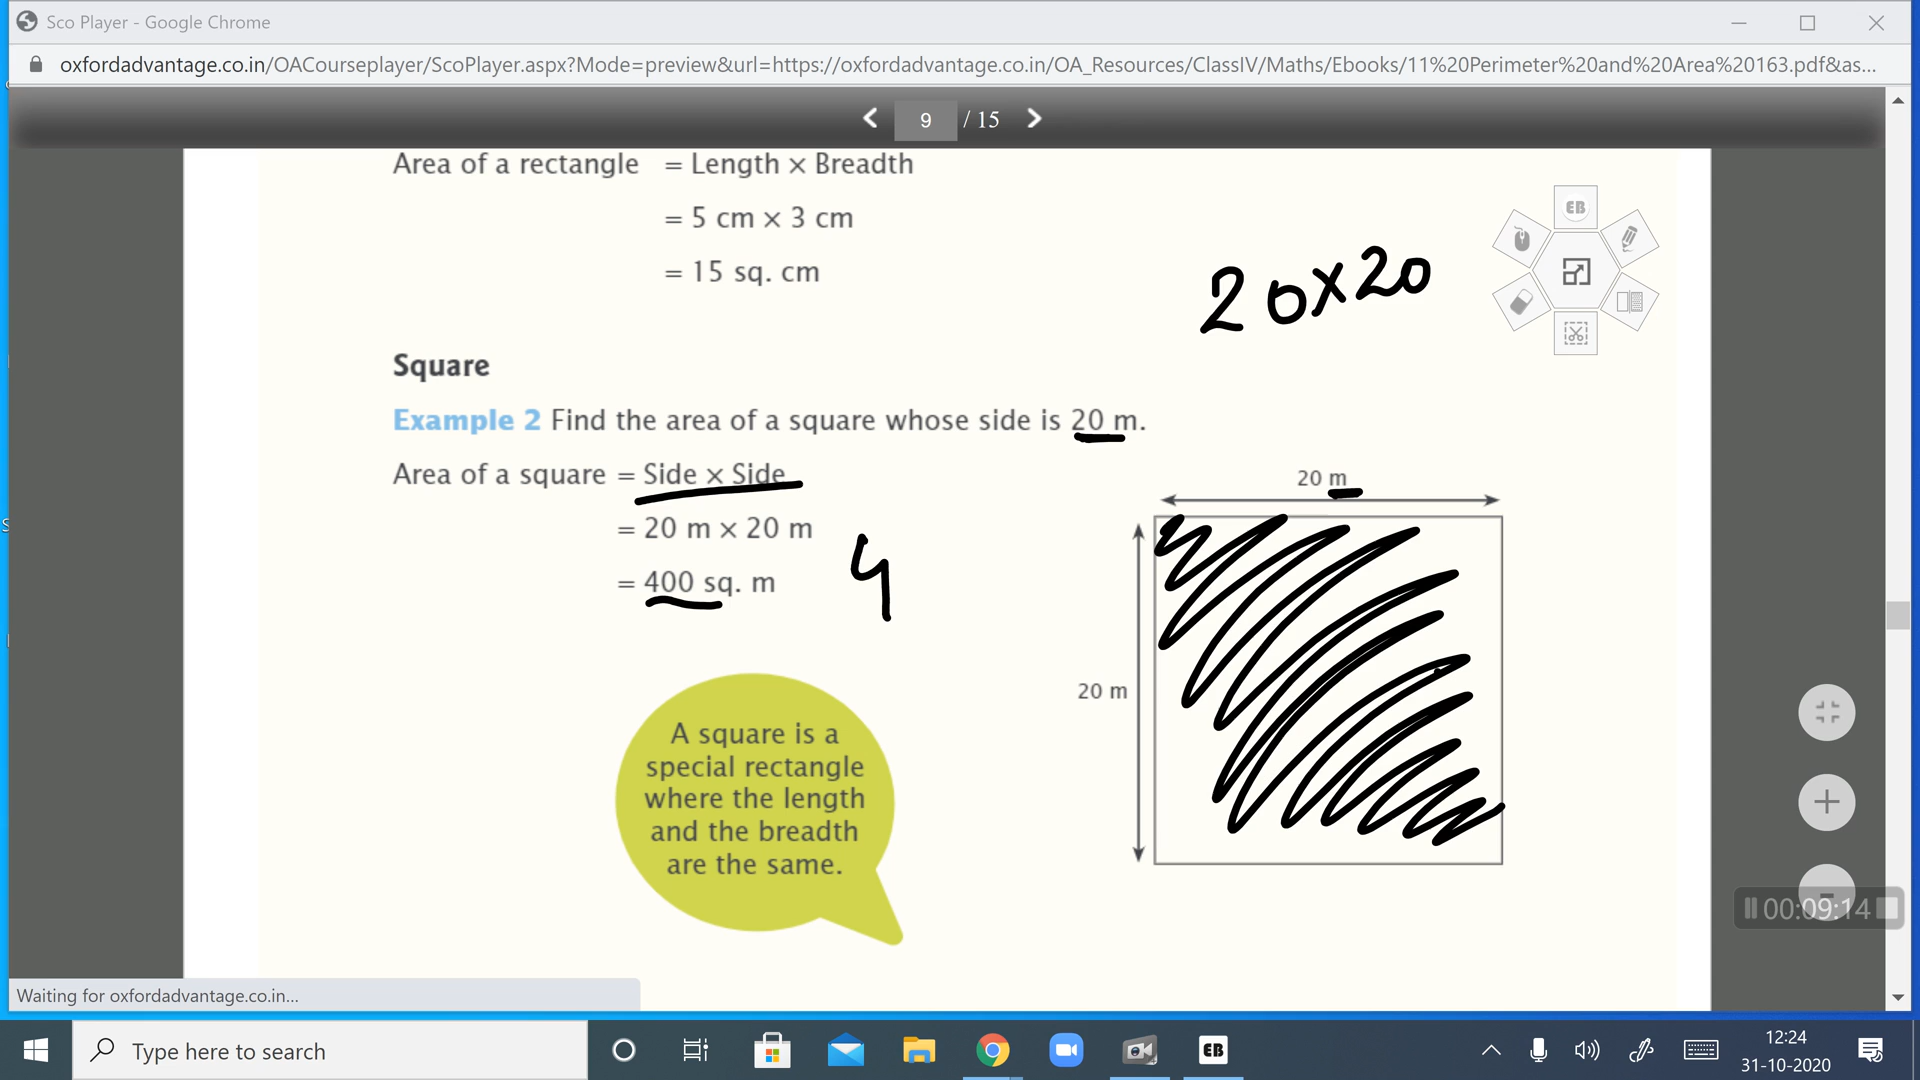 Sco Player - Google Chrome
oxfordadvantage.co.in/OACourseplayer/ScoPlayer.aspx?Mode=preview&url=https://oxfordadvantage.co.in/OA_Resources/ClassIV/Maths/Ebooks/11%20Perimeter%20and%20Area%20163.pdf&as...
9 / 15
Area of a rectangle = Length × Breadth
= 5 cm × 3 cm
= 15 sq. cm
EB
20×20
Square
Example 2 Find the area of a square whose side is 20 m.
Area of a square = Side × Side
= 20 m × 20 m
= 400 sq. m
4
20 m
20 m
A square is a
special rectangle
where the length
and the breadth
are the same.
00:09:14
Waiting for oxfordadvantage.co.in...
Type here to search
EB
12:24
31-10-2020